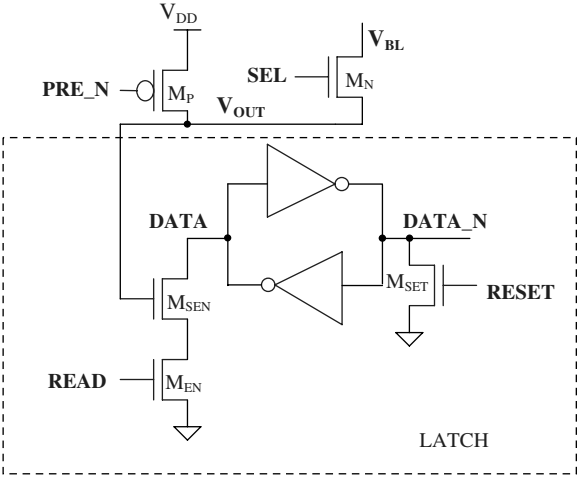 V_DD
V_BL
SEL
M_N
PRE_N
M_P
V_OUT
DATA
DATA_N
M_SEN
M_SET
RESET
READ
M_EN
LATCH